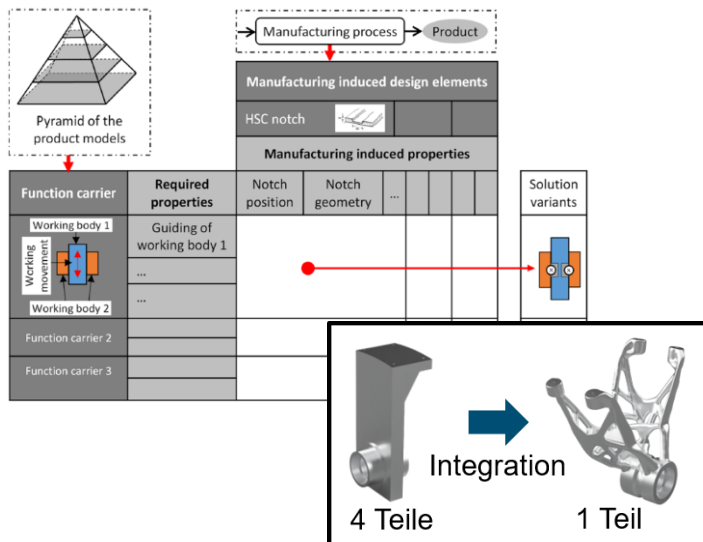 Manufacturing process
Product
Pyramid of the
product models
Manufacturing induced design elements
HSC notch
Manufacturing induced properties
Function carrier
Required
properties
Notch
position
Notch
geometry
...
Solution
variants
Working body 1
Working
movement
Working body 2
Guiding of
working body 1
...
...
Function carrier 2
Function carrier 3
Integration
4 Teile
1 Teil